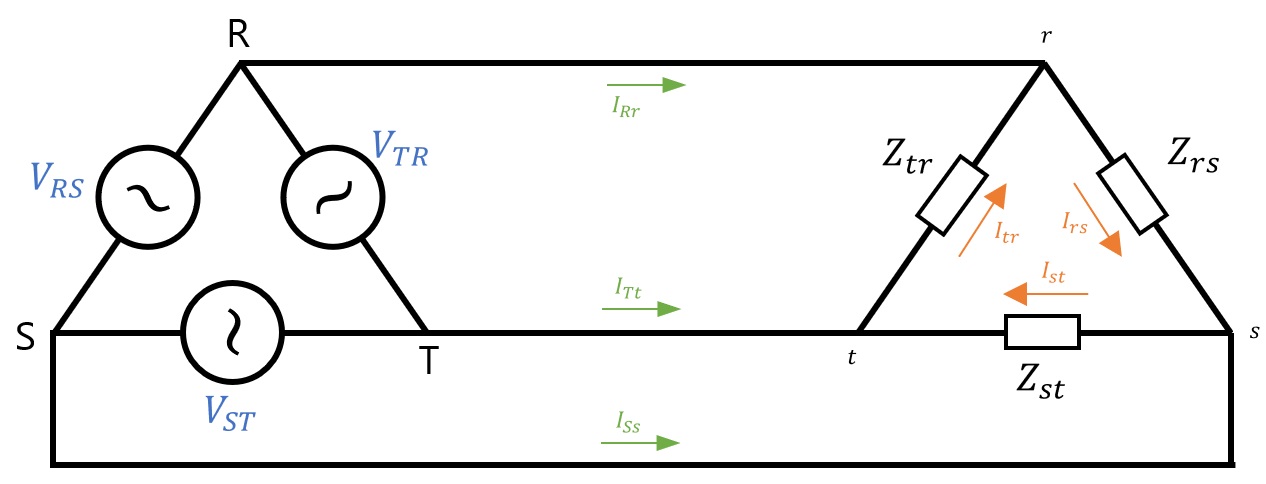 R
r
I_{Rr}
V_{TR}
Z_{tr}
Z_{rs}
V_{RS}
I_{tr}
I_{rs}
I_{st}
I_{Tt}
S
T
t
s
Z_{st}
V_{ST}
I_{Ss}